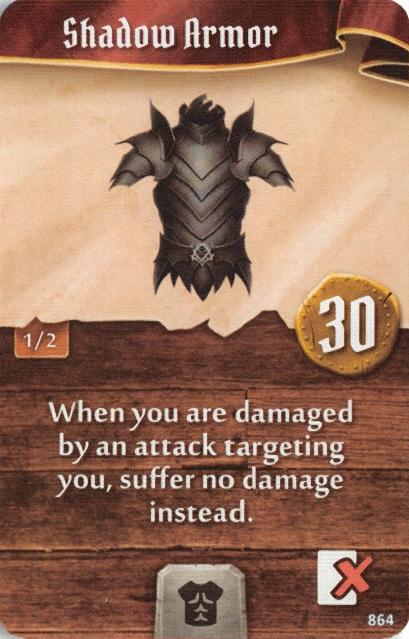 Shadow Armor
1/2
30
When you are damaged
by an attack targeting
you, suffer no damage
instead.
864